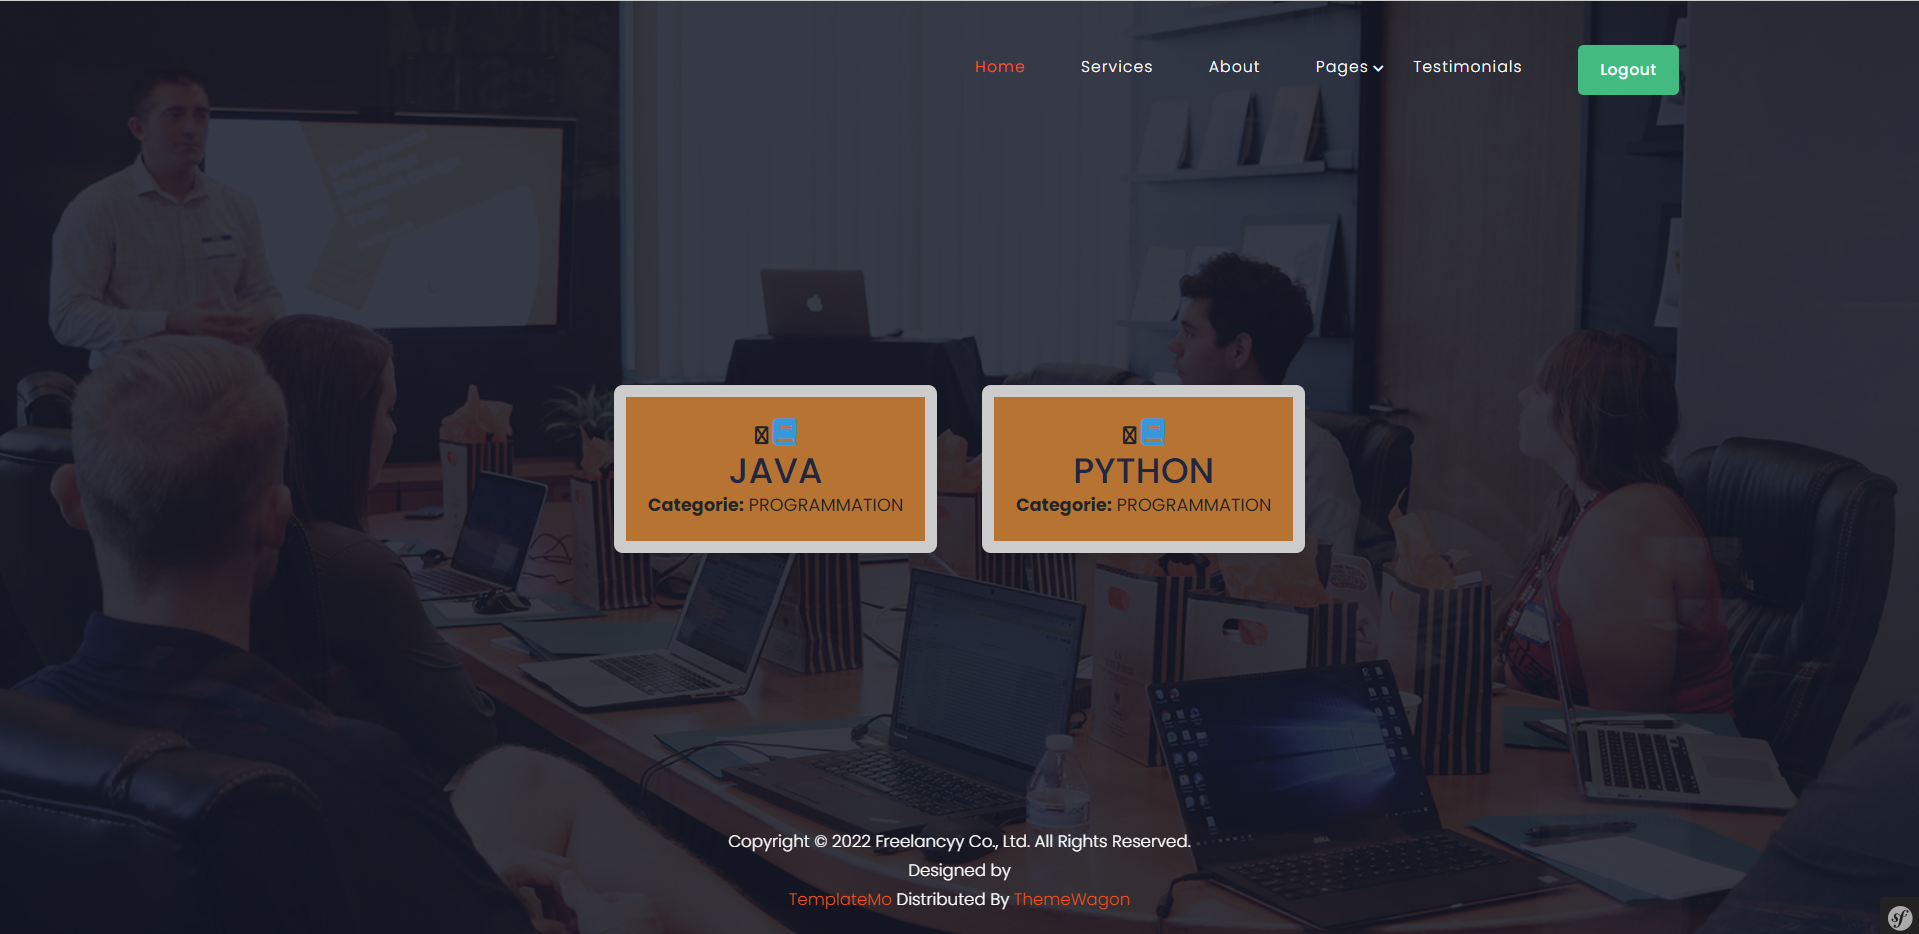 Home Services About Pages Testimonials Logout
JAVA
Categorie: PROGRAMMATION
PYTHON
Categorie: PROGRAMMATION
Copyright © 2022 Freelancyy Co., Ltd. All Rights Reserved.
Designed by
TemplateMo Distributed By ThemeWagon
sf